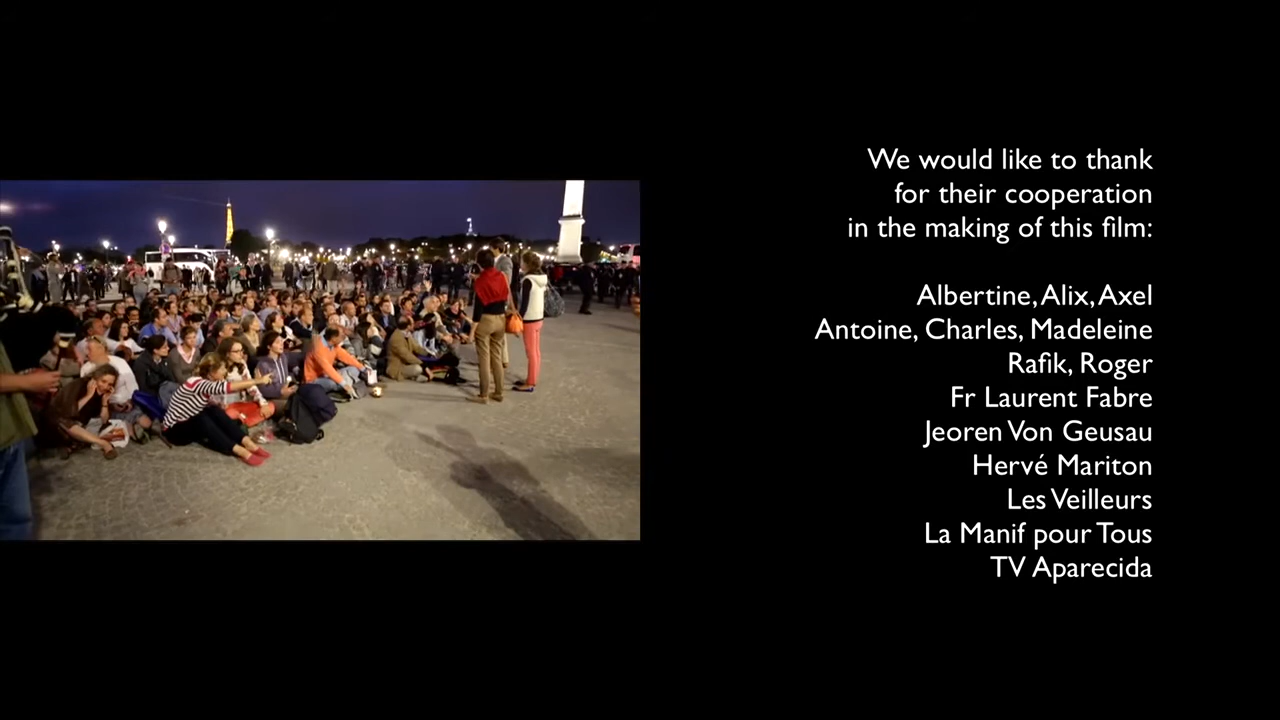 We would like to thank
for their cooperation
in the making of this film:
Albertine, Alix, Axel
Antoine, Charles, Madeleine
Rafik, Roger
Fr Laurent Fabre
Jeoren Von Geusau
Hervé Mariton
Les Veilleurs
La Manif pour Tous
TV Aparecida